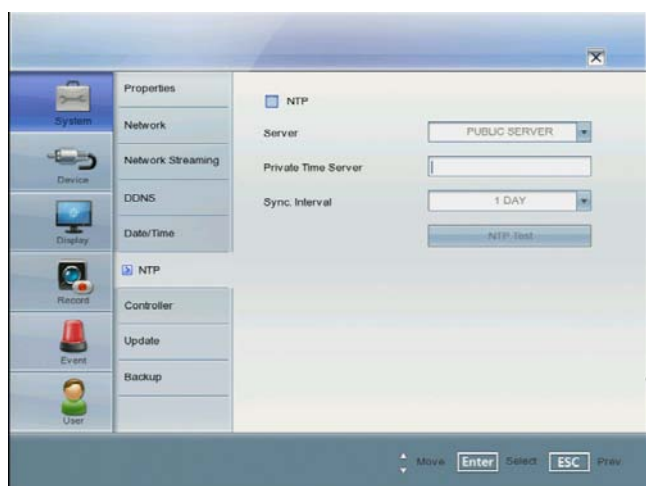 System
Device
Display
Record
Event
User
Properties
Network
Network Streaming
DDNS
Date/Time
NTP
Controller
Update
Backup
NTP
Server PUBLIC SERVER
Private Time Server
Sync. Interval 1 DAY
NTP Test
Move Enter Select ESC Prev.